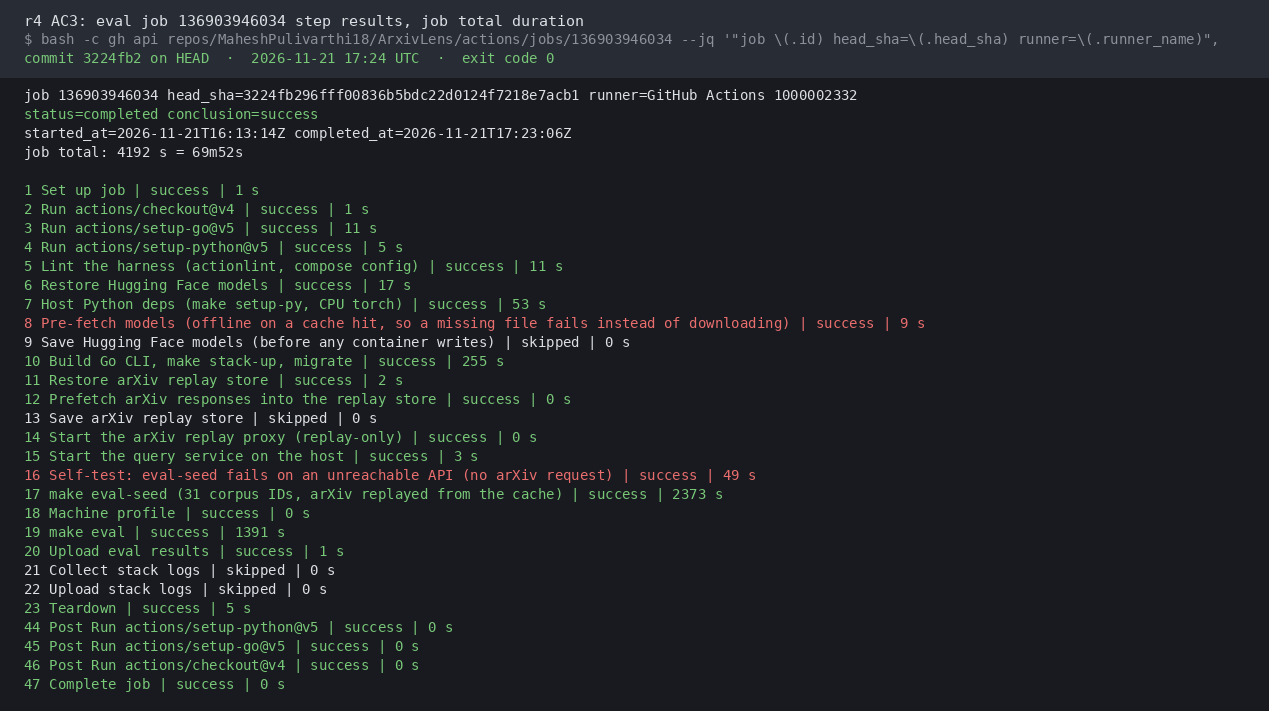 r4 AC3: eval job 136903946034 step results, job total duration
$ bash -c gh api repos/MaheshPulivarthi18/ArxivLens/actions/jobs/136903946034 --jq '"job \(.id) head_sha=\(.head_sha) runner=\(.runner_name)",
commit 3224fb2 on HEAD · 2026-11-21 17:24 UTC · exit code 0
job 136903946034 head_sha=3224fb296fff00836b5bdc22d0124f7218e7acb1 runner=GitHub Actions 1000002332
status=completed conclusion=success
started_at=2026-11-21T16:13:14Z completed_at=2026-11-21T17:23:06Z
job total: 4192 s = 69m52s
1 Set up job | success | 1 s
2 Run actions/checkout@v4 | success | 1 s
3 Run actions/setup-go@v5 | success | 11 s
4 Run actions/setup-python@v5 | success | 5 s
5 Lint the harness (actionlint, compose config) | success | 11 s
6 Restore Hugging Face models | success | 17 s
7 Host Python deps (make setup-py, CPU torch) | success | 53 s
8 Pre-fetch models (offline on a cache hit, so a missing file fails instead of downloading) | success | 9 s
9 Save Hugging Face models (before any container writes) | skipped | 0 s
10 Build Go CLI, make stack-up, migrate | success | 255 s
11 Restore arXiv replay store | success | 2 s
12 Prefetch arXiv responses into the replay store | success | 0 s
13 Save arXiv replay store | skipped | 0 s
14 Start the arXiv replay proxy (replay-only) | success | 0 s
15 Start the query service on the host | success | 3 s
16 Self-test: eval-seed fails on an unreachable API (no arXiv request) | success | 49 s
17 make eval-seed (31 corpus IDs, arXiv replayed from the cache) | success | 2373 s
18 Machine profile | success | 0 s
19 make eval | success | 1391 s
20 Upload eval results | success | 1 s
21 Collect stack logs | skipped | 0 s
22 Upload stack logs | skipped | 0 s
23 Teardown | success | 5 s
44 Post Run actions/setup-python@v5 | success | 0 s
45 Post Run actions/setup-go@v5 | success | 0 s
46 Post Run actions/checkout@v4 | success | 0 s
47 Complete job | success | 0 s